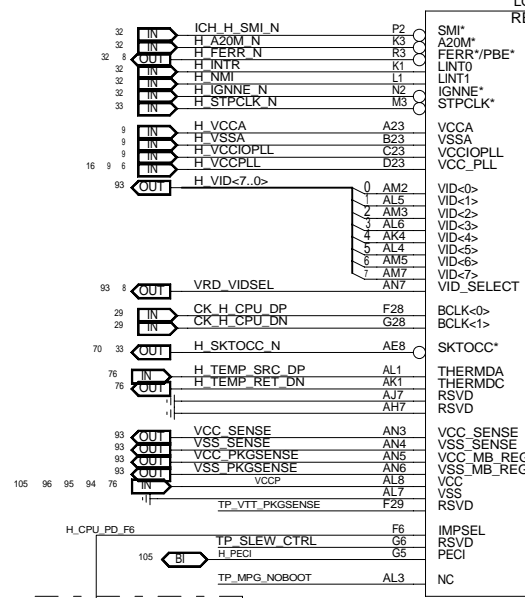 LO
RE
32 IN ICH_H_SMI_N P2 SMI*
32 IN H_A20M_N K3 A20M*
32 8 OUT H_FERR_N R3 FERR*/PBE*
32 IN H_INTR K1 LINT0
32 IN H_NMI L1 LINT1
32 IN H_IGNNE_N N2 IGNNE*
33 IN H_STPCLK_N M3 STPCLK*
9 IN H_VCCA A23 VCCA
9 IN H_VSSA B23 VSSA
9 IN H_VCCIOPLL C23 VCCIOPLL
16 9 6 IN H_VCCPLL D23 VCC_PLL
93 OUT H_VID<7..0> 0 AM2 VID<0>
1 AL5 VID<1>
2 AM3 VID<2>
3 AL6 VID<3>
4 AK4 VID<4>
5 AL4 VID<5>
6 AM5 VID<6>
7 AM7 VID<7>
93 8 OUT VRD_VIDSEL AN7 VID_SELECT
29 IN CK_H_CPU_DP F28 BCLK<0>
29 IN CK_H_CPU_DN G28 BCLK<1>
70 33 OUT H_SKTOCC_N AE8 SKTOCC*
76 IN H_TEMP_SRC_DP AL1 THERMDA
76 OUT H_TEMP_RET_DN AK1 THERMDC
AJ7 RSVD
AH7 RSVD
93 OUT VCC_SENSE AN3 VCC_SENSE
93 OUT VSS_SENSE AN4 VSS_SENSE
93 OUT VCC_PKGSENSE AN5 VCC_MB_REG
93 OUT VSS_PKGSENSE AN6 VSS_MB_REG
105 96 95 94 76 IN VCCP AL8 VCC
AL7 VSS
TP_VTT_PKGSENSE F29 RSVD
H_CPU_PD_F6 F6 IMPSEL
TP_SLEW_CTRL G6 RSVD
105 BI H_PECI G5 PECI
TP_MPG_NOBOOT AL3 NC